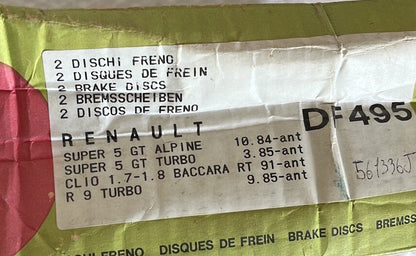 2 DISCHI FRENO
2 DISQUES DE FREIN
2 BRAKE DISCS
2 BREMSSCHEIBEN
2 DISCOS DE FRENO
RENAULT DF495
SUPER 5 GT ALPINE 10.84-ant
SUPER 5 GT TURBO 3.85-ant
CLIO 1.7-1.8 BACCARA RT 91-ant
R 9 TURBO 9.85-ant
561336J
FRENO DISQUES DE FREIN BRAKE DISCS BREMSS